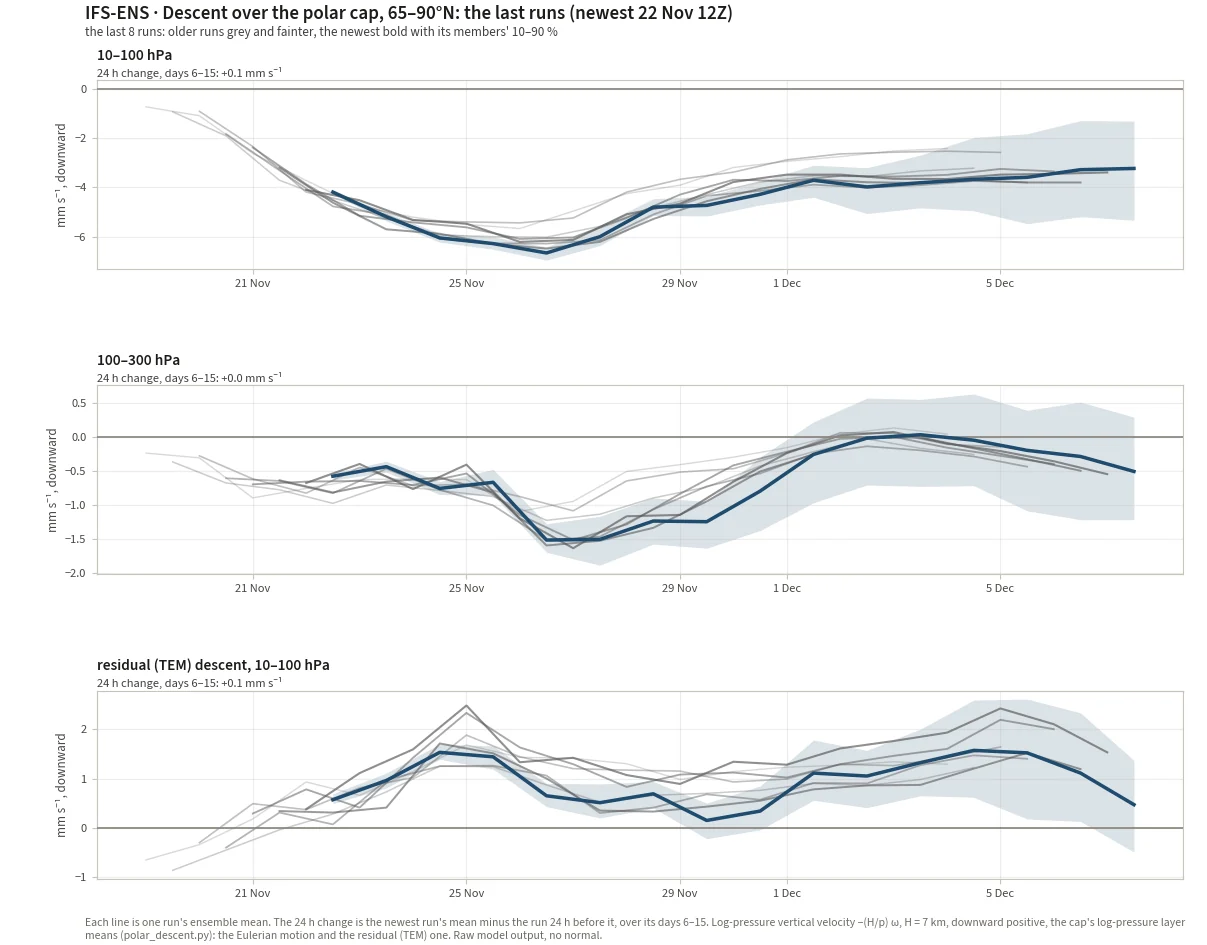 IFS-ENS · Descent over the polar cap, 65–90°N: the last runs (newest 22 Nov 12Z)
the last 8 runs: older runs grey and fainter, the newest bold with its members' 10–90 %
10–100 hPa
24 h change, days 6–15: +0.1 mm s⁻¹
mm s⁻¹, downward
0
−2
−4
−6
21 Nov
25 Nov
29 Nov
1 Dec
5 Dec
100–300 hPa
24 h change, days 6–15: +0.0 mm s⁻¹
mm s⁻¹, downward
0.5
0.0
−0.5
−1.0
−1.5
−2.0
21 Nov
25 Nov
29 Nov
1 Dec
5 Dec
residual (TEM) descent, 10–100 hPa
24 h change, days 6–15: +0.1 mm s⁻¹
mm s⁻¹, downward
2
1
0
−1
21 Nov
25 Nov
29 Nov
1 Dec
5 Dec
Each line is one run's ensemble mean. The 24 h change is the newest run's mean minus the run 24 h before it, over its days 6–15. Log-pressure vertical velocity −(H/p) ω, H = 7 km, downward positive, the cap's log-pressure layer
means (polar_descent.py): the Eulerian motion and the residual (TEM) one. Raw model output, no normal.